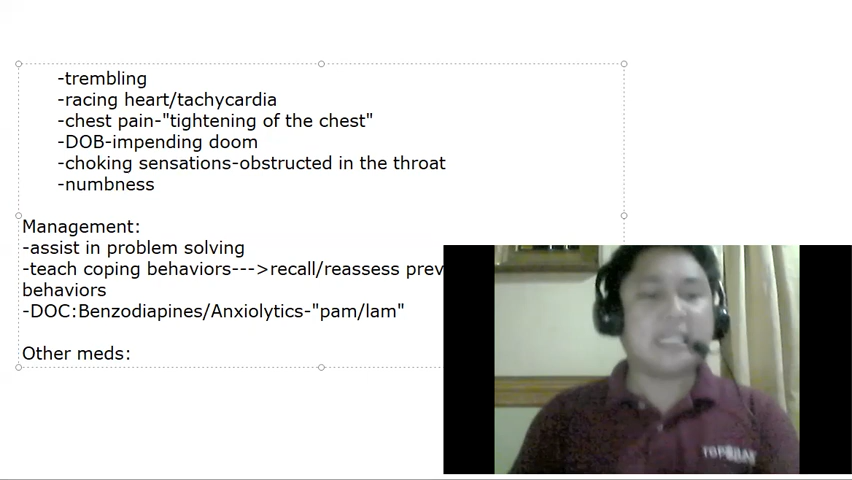 -trembling
-racing heart/tachycardia
-chest pain-"tightening of the chest"
-DOB-impending doom
-choking sensations-obstructed in the throat
-numbness
Management:
-assist in problem solving
-teach coping behaviors--->recall/reassess prev
behaviors
-DOC:Benzodiapines/Anxiolytics-"pam/lam"
Other meds: